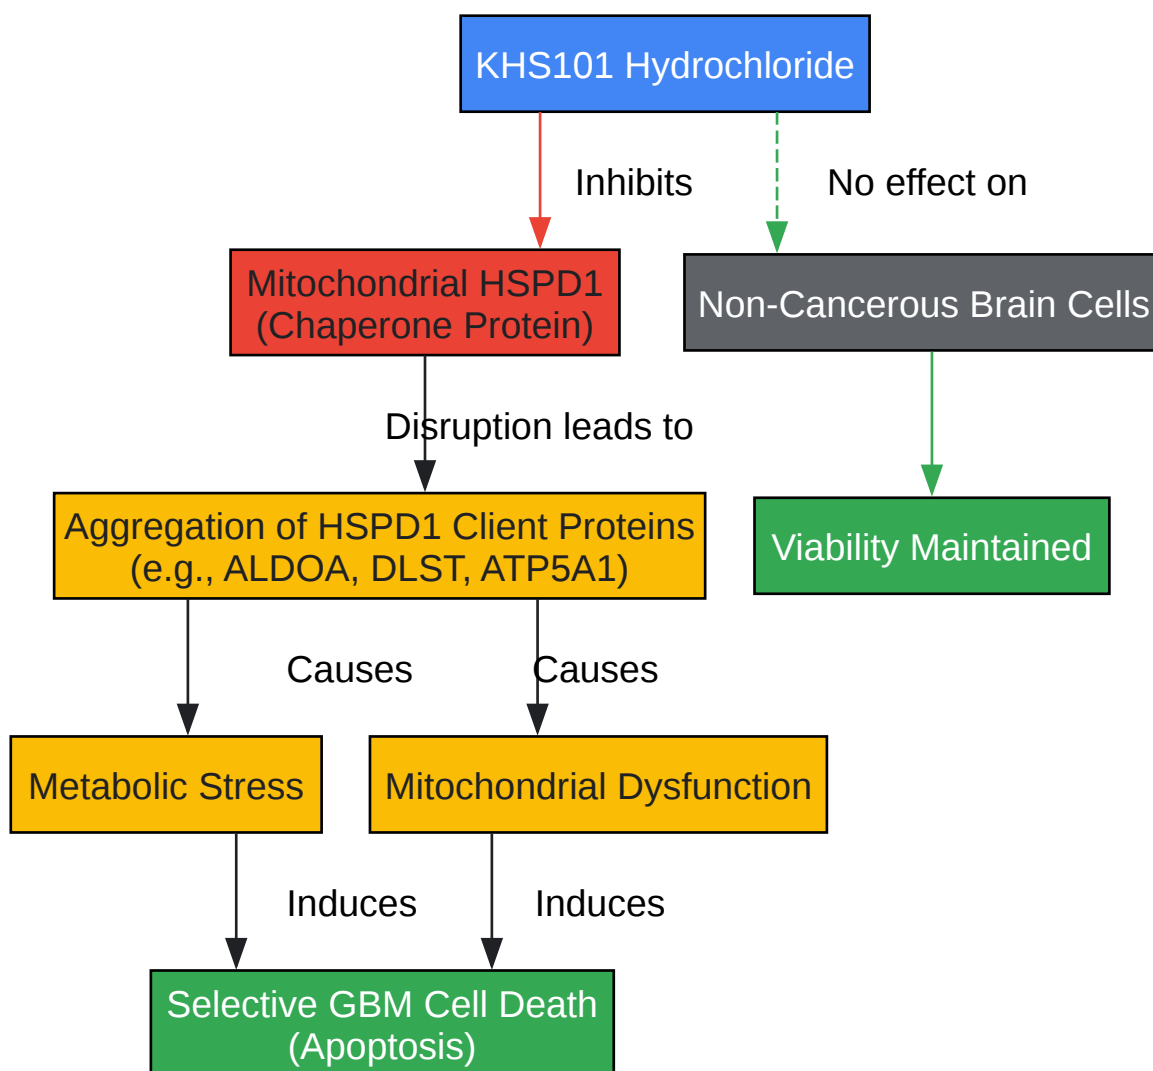 KHS101 Hydrochloride
Inhibits
No effect on
Mitochondrial HSPD1
(Chaperone Protein)
Non-Cancerous Brain Cells
Disruption leads to
Aggregation of HSPD1 Client Proteins
(e.g., ALDOA, DLST, ATP5A1)
Viability Maintained
Causes
Causes
Metabolic Stress
Mitochondrial Dysfunction
Induces
Induces
Selective GBM Cell Death
(Apoptosis)